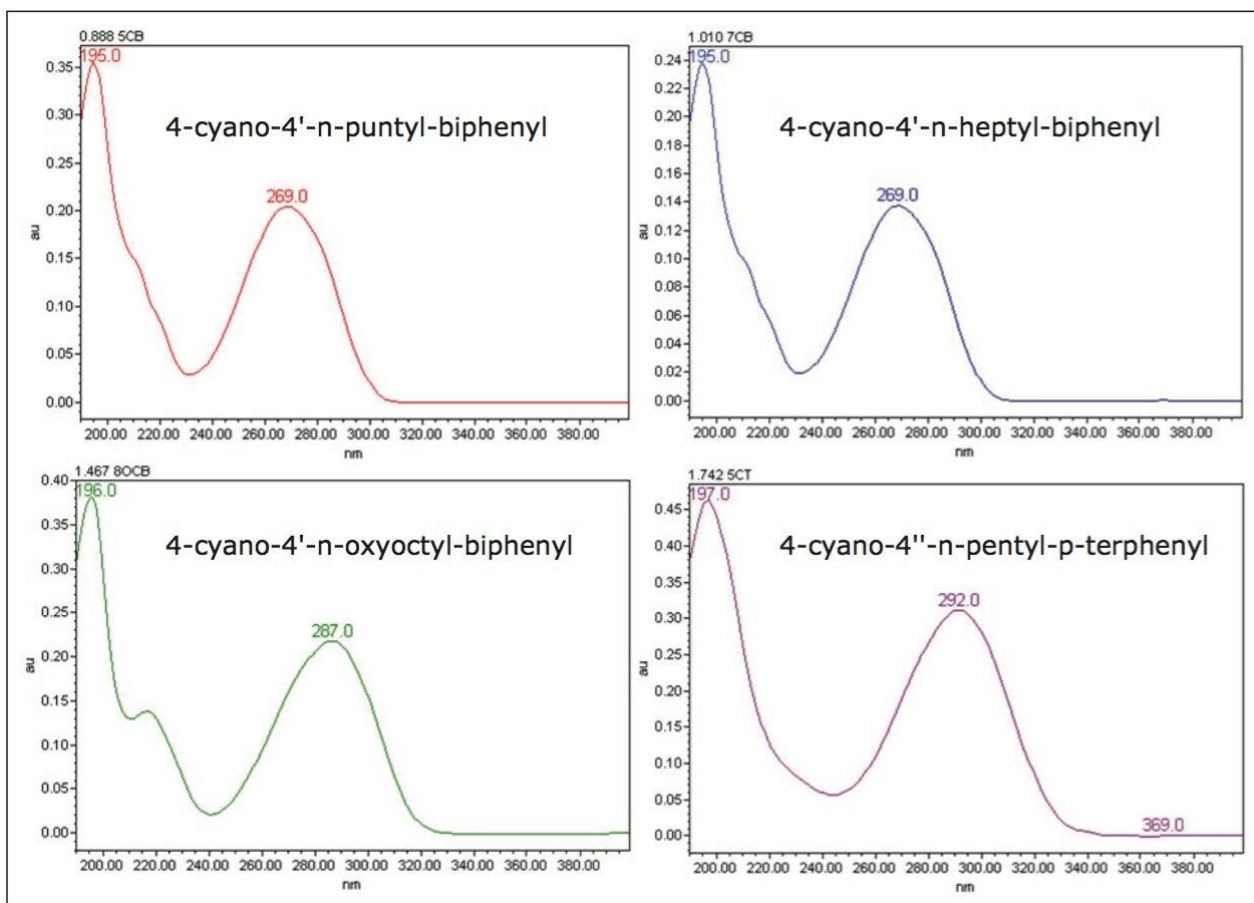 0.888 5CB
195.0
0.35
0.30
0.25
0.20
0.15
0.10
0.05
0.00
au
4-cyano-4'-n-puntyl-biphenyl
269.0
200.00 220.00 240.00 260.00 280.00 300.00 320.00 340.00 360.00 380.00
nm
1.010 7CB
195.0
0.24
0.22
0.20
0.18
0.16
0.14
0.12
0.10
0.08
0.06
0.04
0.02
0.00
au
4-cyano-4'-n-heptyl-biphenyl
269.0
200.00 220.00 240.00 260.00 280.00 300.00 320.00 340.00 360.00 380.00
nm
1.467 8OCB
196.0
0.40
0.35
0.30
0.25
0.20
0.15
0.10
0.05
0.00
au
4-cyano-4'-n-oxyoctyl-biphenyl
287.0
200.00 220.00 240.00 260.00 280.00 300.00 320.00 340.00 360.00 380.00
nm
1.742 5CT
197.0
0.45
0.40
0.35
0.30
0.25
0.20
0.15
0.10
0.05
0.00
au
4-cyano-4''-n-pentyl-p-terphenyl
292.0
369.0
200.00 220.00 240.00 260.00 280.00 300.00 320.00 340.00 360.00 380.00
nm